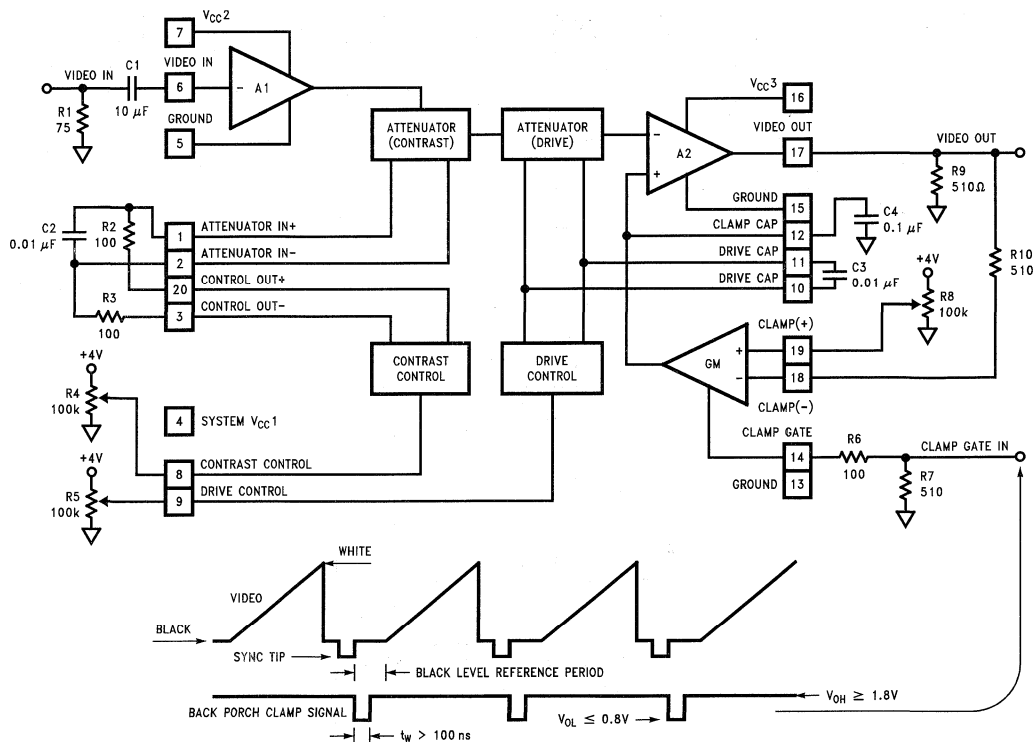 VCC2
7
VIDEO IN
C1
10 μF
R1
75
VIDEO IN
6
GROUND
5
-
A1
ATTENUATOR
(CONTRAST)
ATTENUATOR
(DRIVE)
-
+
A2
VCC3
16
VIDEO OUT
17
VIDEO OUT
R9
510Ω
GROUND
15
CLAMP CAP
12
C4
0.1 μF
DRIVE CAP
11
DRIVE CAP
10
C3
0.01 μF
R10
510
C2
0.01 μF
R2
100
1
ATTENUATOR IN+
2
ATTENUATOR IN-
20
CONTROL OUT+
3
CONTROL OUT-
R3
100
+4V
R8
100k
CLAMP(+)
19
18
CLAMP(-)
+
-
GM
CONTRAST
CONTROL
DRIVE
CONTROL
+4V
R4
100k
4
SYSTEM VCC1
+4V
R5
100k
8
CONTRAST CONTROL
9
DRIVE CONTROL
CLAMP GATE
14
GROUND
13
R6
100
R7
510
CLAMP GATE IN
WHITE
VIDEO
BLACK
SYNC TIP
BLACK LEVEL REFERENCE PERIOD
BACK PORCH CLAMP SIGNAL
VOL ≤ 0.8V
VOH ≥ 1.8V
tW > 100 ns